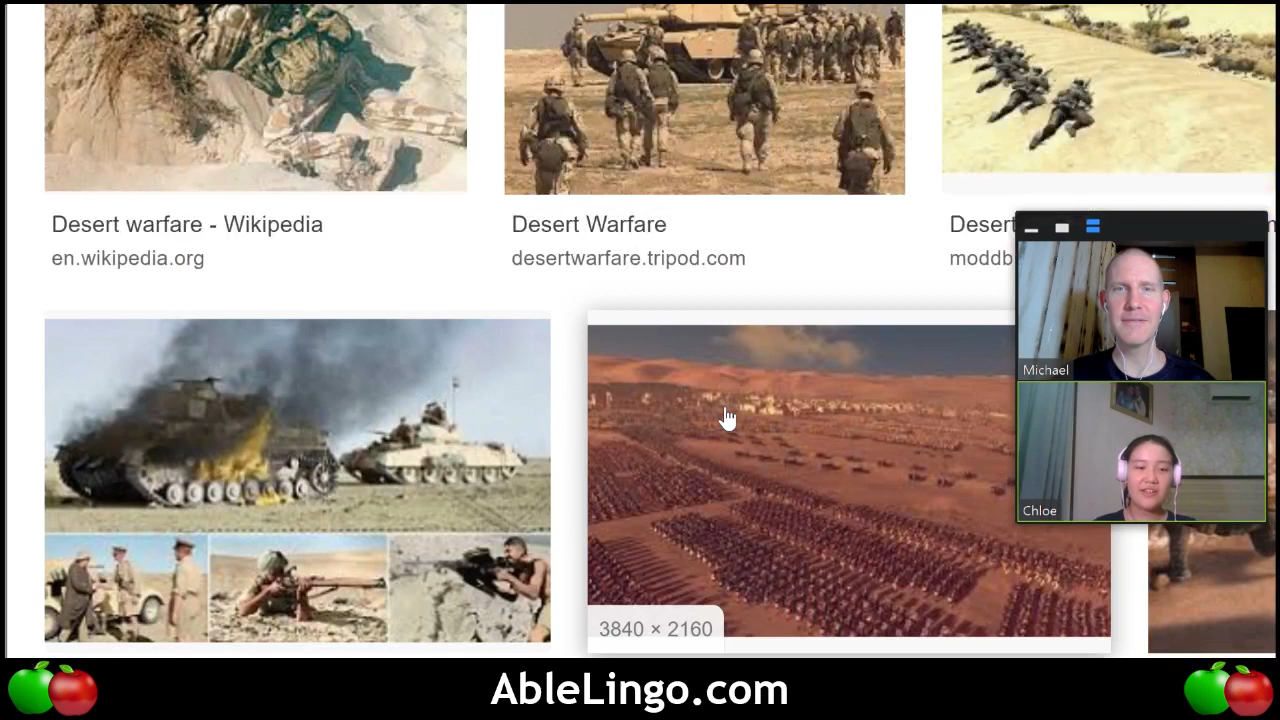 Desert warfare - Wikipedia
en.wikipedia.org
Desert Warfare
desertwarfare.tripod.com
Desert
moddb
Michael
Chloe
3840 × 2160
AbleLingo.com